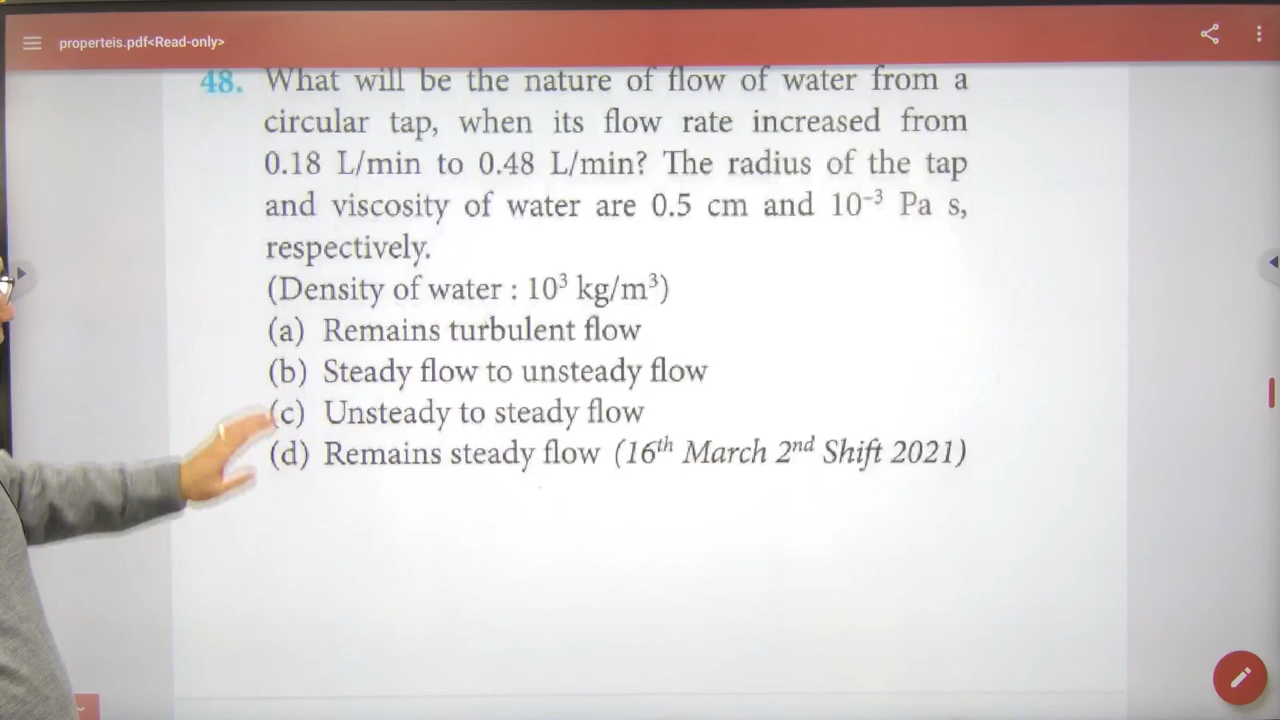 properteis.pdf<Read-only>
48. What will be the nature of flow of water from a
circular tap, when its flow rate increased from
0.18 L/min to 0.48 L/min? The radius of the tap
and viscosity of water are 0.5 cm and 10⁻³ Pa s,
respectively.
(Density of water : 10³ kg/m³)
(a) Remains turbulent flow
(b) Steady flow to unsteady flow
(c) Unsteady to steady flow
(d) Remains steady flow (16ᵗʰ March 2ⁿᵈ Shift 2021)